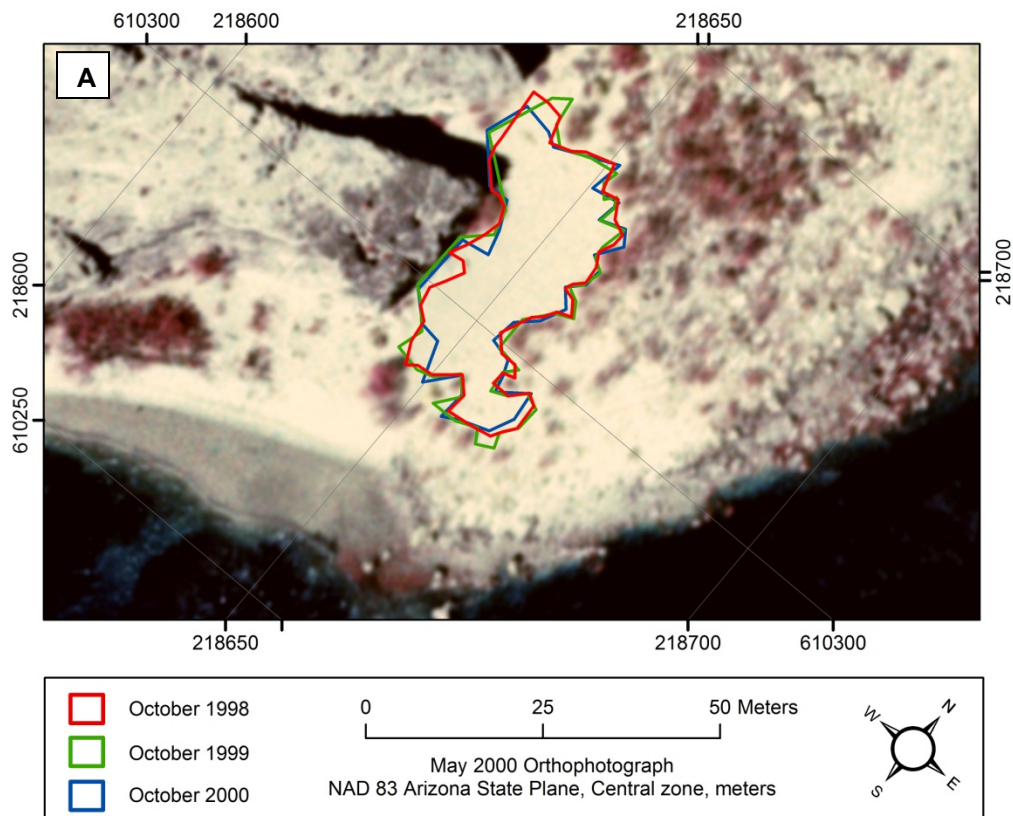 610300 218600 218650
A
218600
218700
610250
218650 218700 610300
October 1998
October 1999
October 2000
0 25 50 Meters
May 2000 Orthophotograph
NAD 83 Arizona State Plane, Central zone, meters
W N
S E